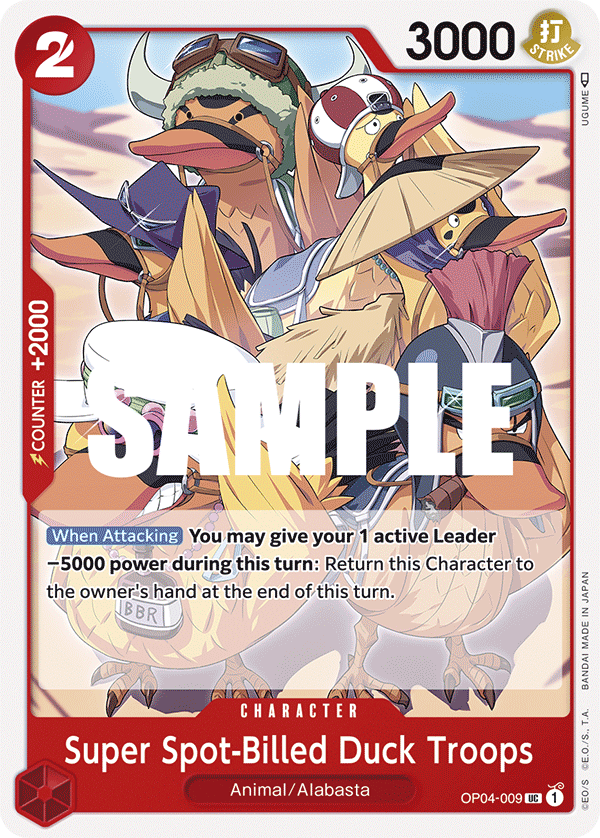 2
3000
打
STRIKE
UGUME
COUNTER +2000
SAMPLE
When Attacking You may give your 1 active Leader
−5000 power during this turn: Return this Character to
the owner's hand at the end of this turn.
BBR
BANDAI MADE IN JAPAN
©E.O./S., T.A.
©EO/S
CHARACTER
Super Spot-Billed Duck Troops
Animal/Alabasta
OP04-009 UC 1